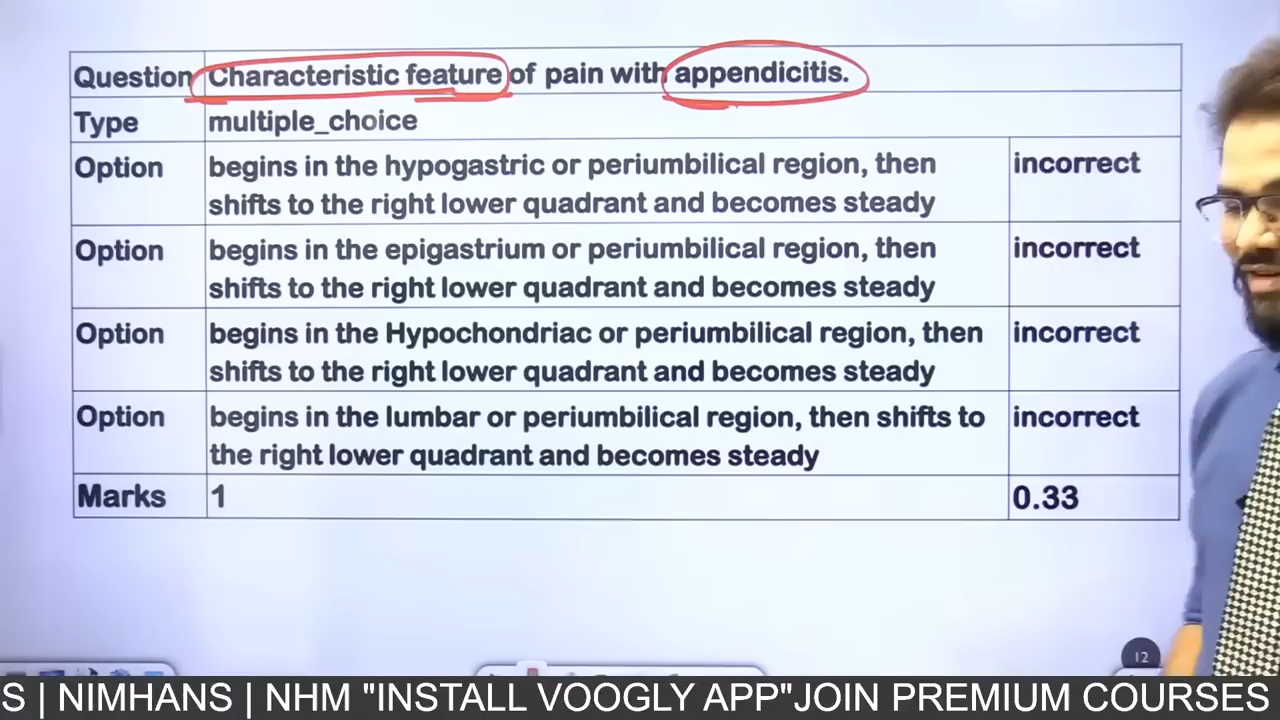 Question Characteristic feature of pain with appendicitis.
Type multiple_choice
Option begins in the hypogastric or periumbilical region, then incorrect
shifts to the right lower quadrant and becomes steady
Option begins in the epigastrium or periumbilical region, then incorrect
shifts to the right lower quadrant and becomes steady
Option begins in the Hypochondriac or periumbilical region, then incorrect
shifts to the right lower quadrant and becomes steady
Option begins in the lumbar or periumbilical region, then shifts to incorrect
the right lower quadrant and becomes steady
Marks 1 0.33
12
S | NIMHANS | NHM "INSTALL VOOGLY APP"JOIN PREMIUM COURSES